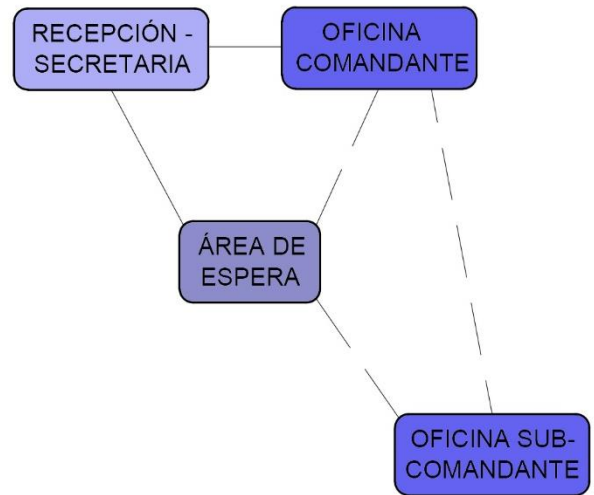 RECEPCIÓN -
SECRETARIA
OFICINA
COMANDANTE
ÁREA DE
ESPERA
OFICINA SUB-
COMANDANTE